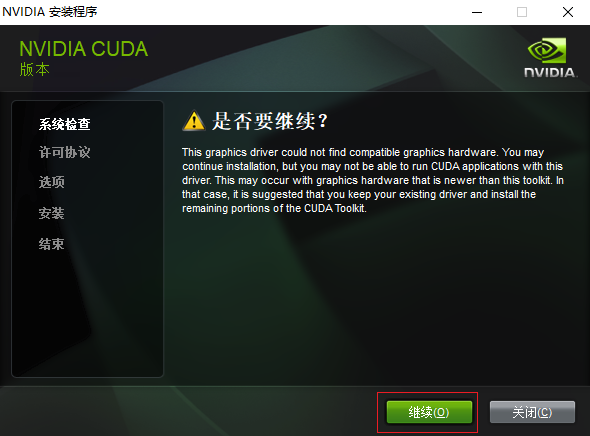 NVIDIA 安装程序
NVIDIA CUDA
版本
NVIDIA.
系统检查
许可协议
选项
安装
结束
是否要继续？
This graphics driver could not find compatible graphics hardware. You may
continue installation, but you may not be able to run CUDA applications with this
driver. This may occur with graphics hardware that is newer than this toolkit. In
that case, it is suggested that you keep your existing driver and install the
remaining portions of the CUDA Toolkit.
继续(O)
关闭(C)